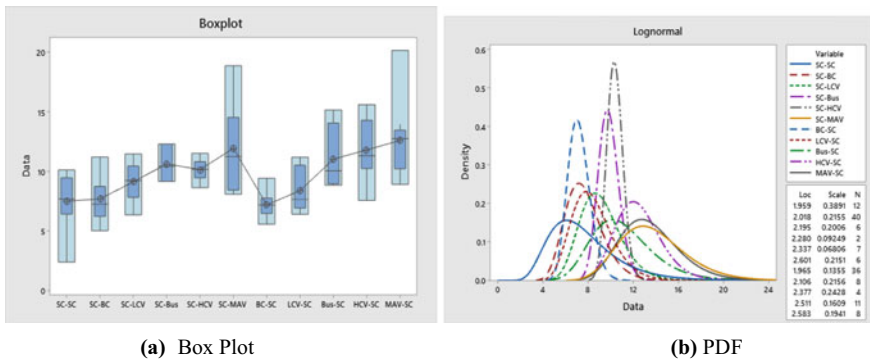 Boxplot
20
15
10
5
0
Data
SC-SC SC-BC SC-LCV SC-Bus SC-HCV SC-MAV BC-SC LCV-SC Bus-SC HCV-SC MAV-SC
(a) Box Plot
Lognormal
0.6
0.5
0.4
0.3
0.2
0.1
0.0
Density
0 4 8 12 16 20 24
Data
Variable
SC-SC
SC-BC
SC-LCV
SC-Bus
SC-HCV
SC-MAV
BC-SC
LCV-SC
Bus-SC
HCV-SC
MAV-SC
Loc Scale N
1.959 0.3891 12
2.018 0.2155 40
2.195 0.2006 6
2.280 0.09249 2
2.337 0.06806 7
2.601 0.2151 6
1.965 0.1355 36
2.106 0.2156 8
2.377 0.2428 4
2.511 0.1609 11
2.583 0.1941 8
(b) PDF